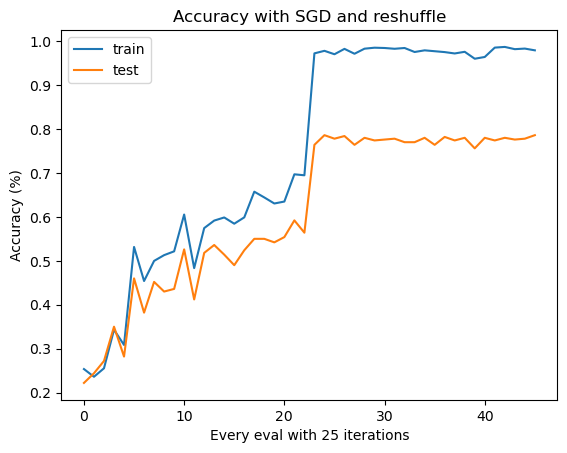 Accuracy with SGD and reshuffle
train
test
1.0
0.9
0.8
0.7
0.6
0.5
0.4
0.3
0.2
Accuracy (%)
0 10 20 30 40
Every eval with 25 iterations